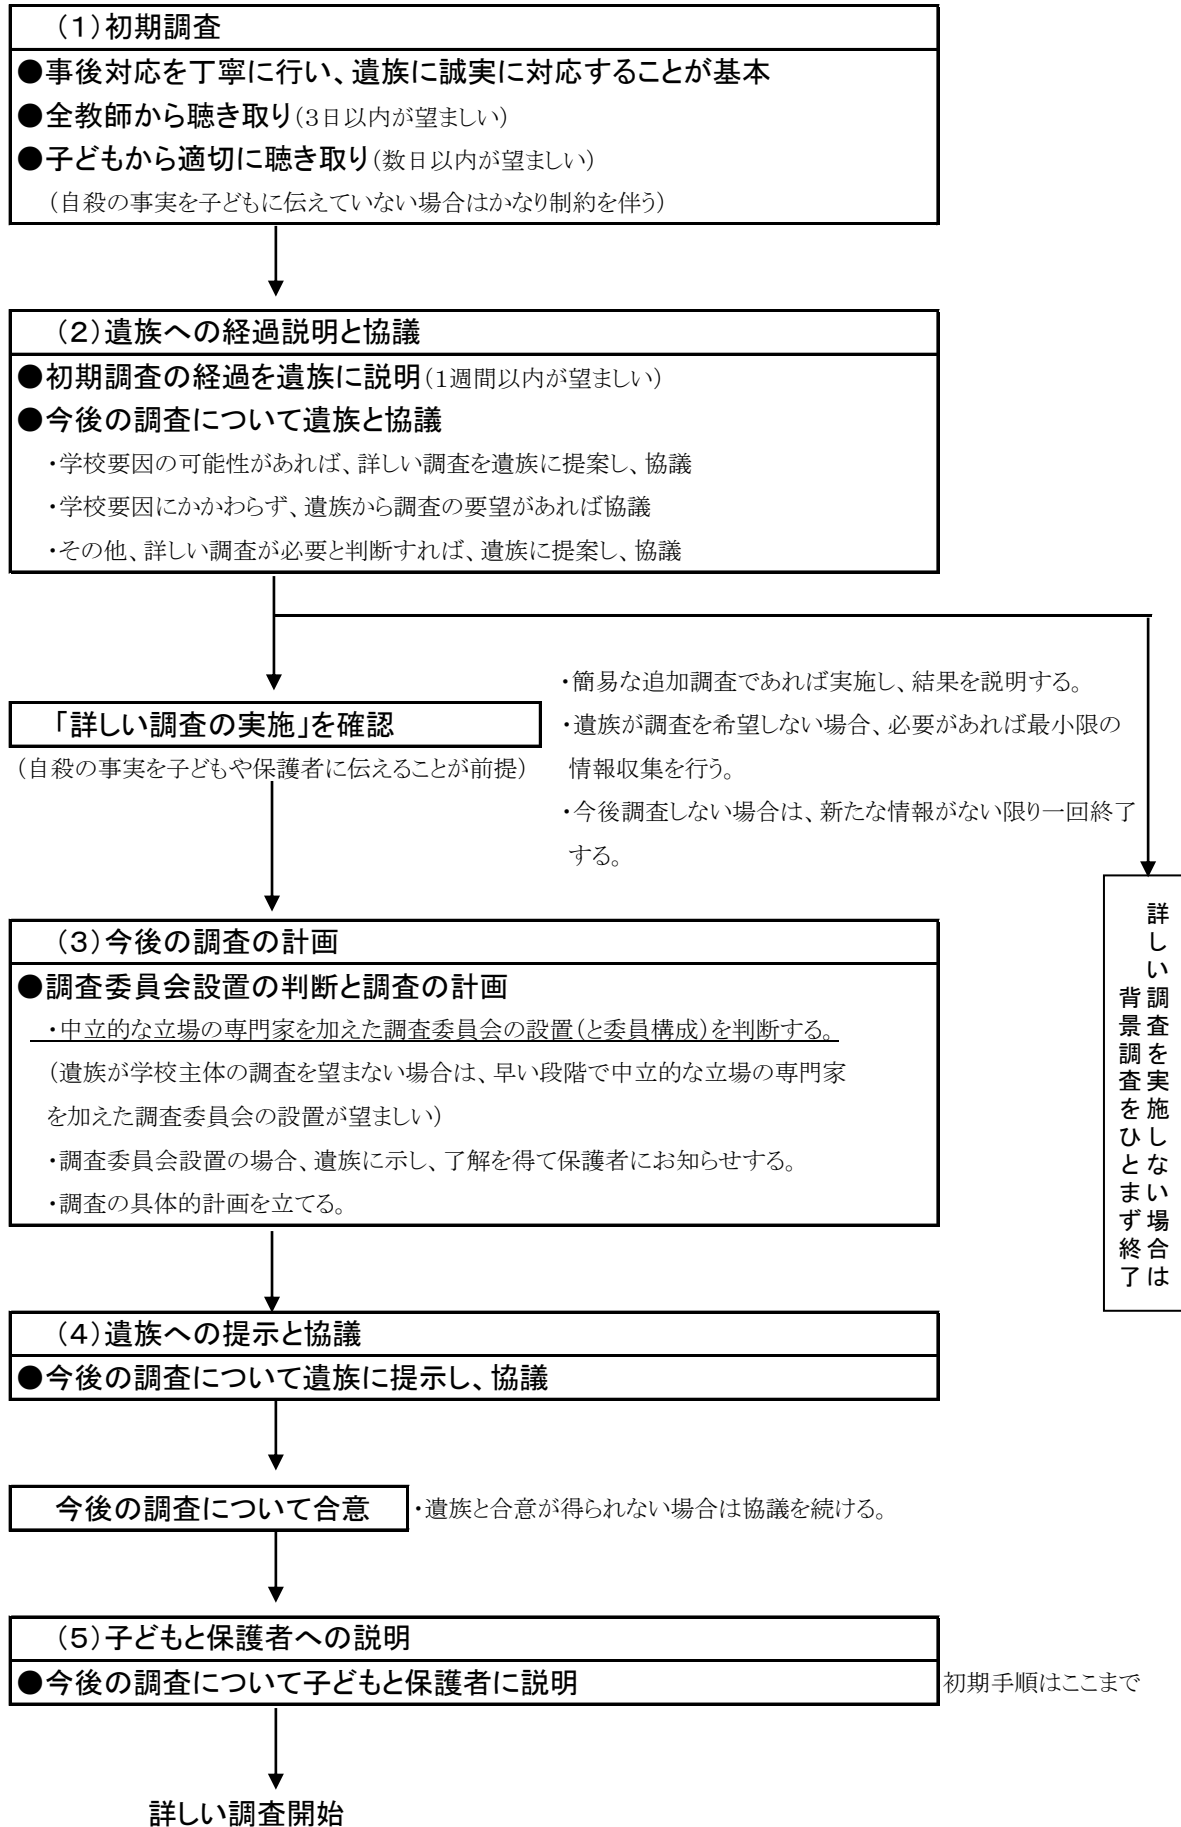 （１）初期調査
●事後対応を丁寧に行い、遺族に誠実に対応することが基本
●全教師から聴き取り（３日以内が望ましい）
●子どもから適切に聴き取り（数日以内が望ましい）
（自殺の事実を子どもに伝えていない場合はかなり制約を伴う）
（２）遺族への経過説明と協議
●初期調査の経過を遺族に説明（１週間以内が望ましい）
●今後の調査について遺族と協議
・学校要因の可能性があれば、詳しい調査を遺族に提案し、協議
・学校要因にかかわらず、遺族から調査の要望があれば協議
・その他、詳しい調査が必要と判断すれば、遺族に提案し、協議
「詳しい調査の実施」を確認
（自殺の事実を子どもや保護者に伝えることが前提）
・簡易な追加調査であれば実施し、結果を説明する。
・遺族が調査を希望しない場合、必要があれば最小限の
情報収集を行う。
・今後調査しない場合は、新たな情報がない限り一回終了
する。
詳しい調査を実施しない場合は
背景調査をひとまず終了
（３）今後の調査の計画
●調査委員会設置の判断と調査の計画
・中立的な立場の専門家を加えた調査委員会の設置（と委員構成）を判断する。
（遺族が学校主体の調査を望まない場合は、早い段階で中立的な立場の専門家
を加えた調査委員会の設置が望ましい）
・調査委員会設置の場合、遺族に示し、了解を得て保護者にお知らせする。
・調査の具体的計画を立てる。
（４）遺族への提示と協議
●今後の調査について遺族に提示し、協議
今後の調査について合意
・遺族と合意が得られない場合は協議を続ける。
（５）子どもと保護者への説明
●今後の調査について子どもと保護者に説明
初期手順はここまで
詳しい調査開始